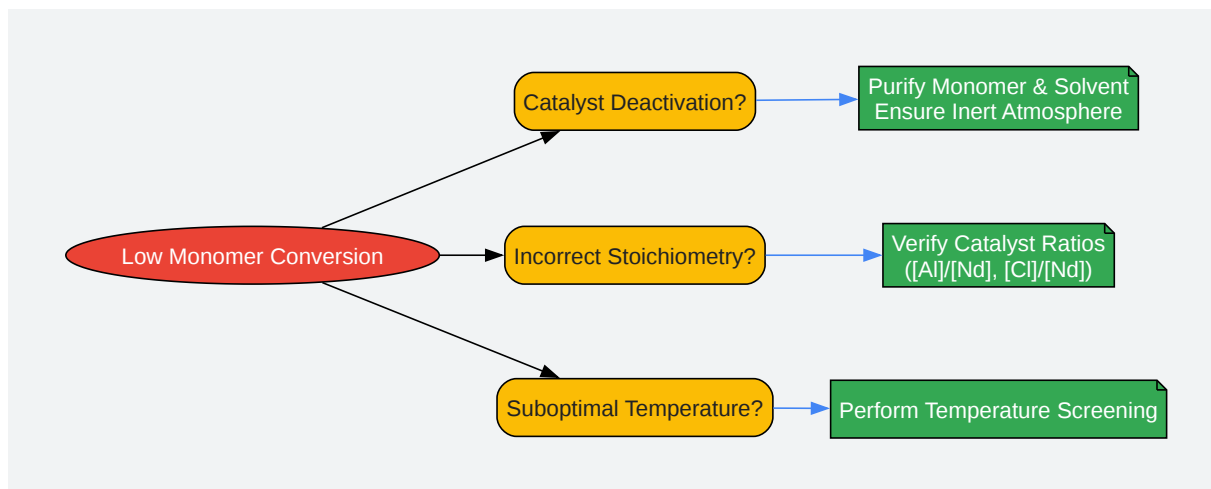 Catalyst Deactivation?
Purify Monomer & Solvent
Ensure Inert Atmosphere
Low Monomer Conversion
Incorrect Stoichiometry?
Verify Catalyst Ratios
([Al]/[Nd], [Cl]/[Nd])
Suboptimal Temperature?
Perform Temperature Screening